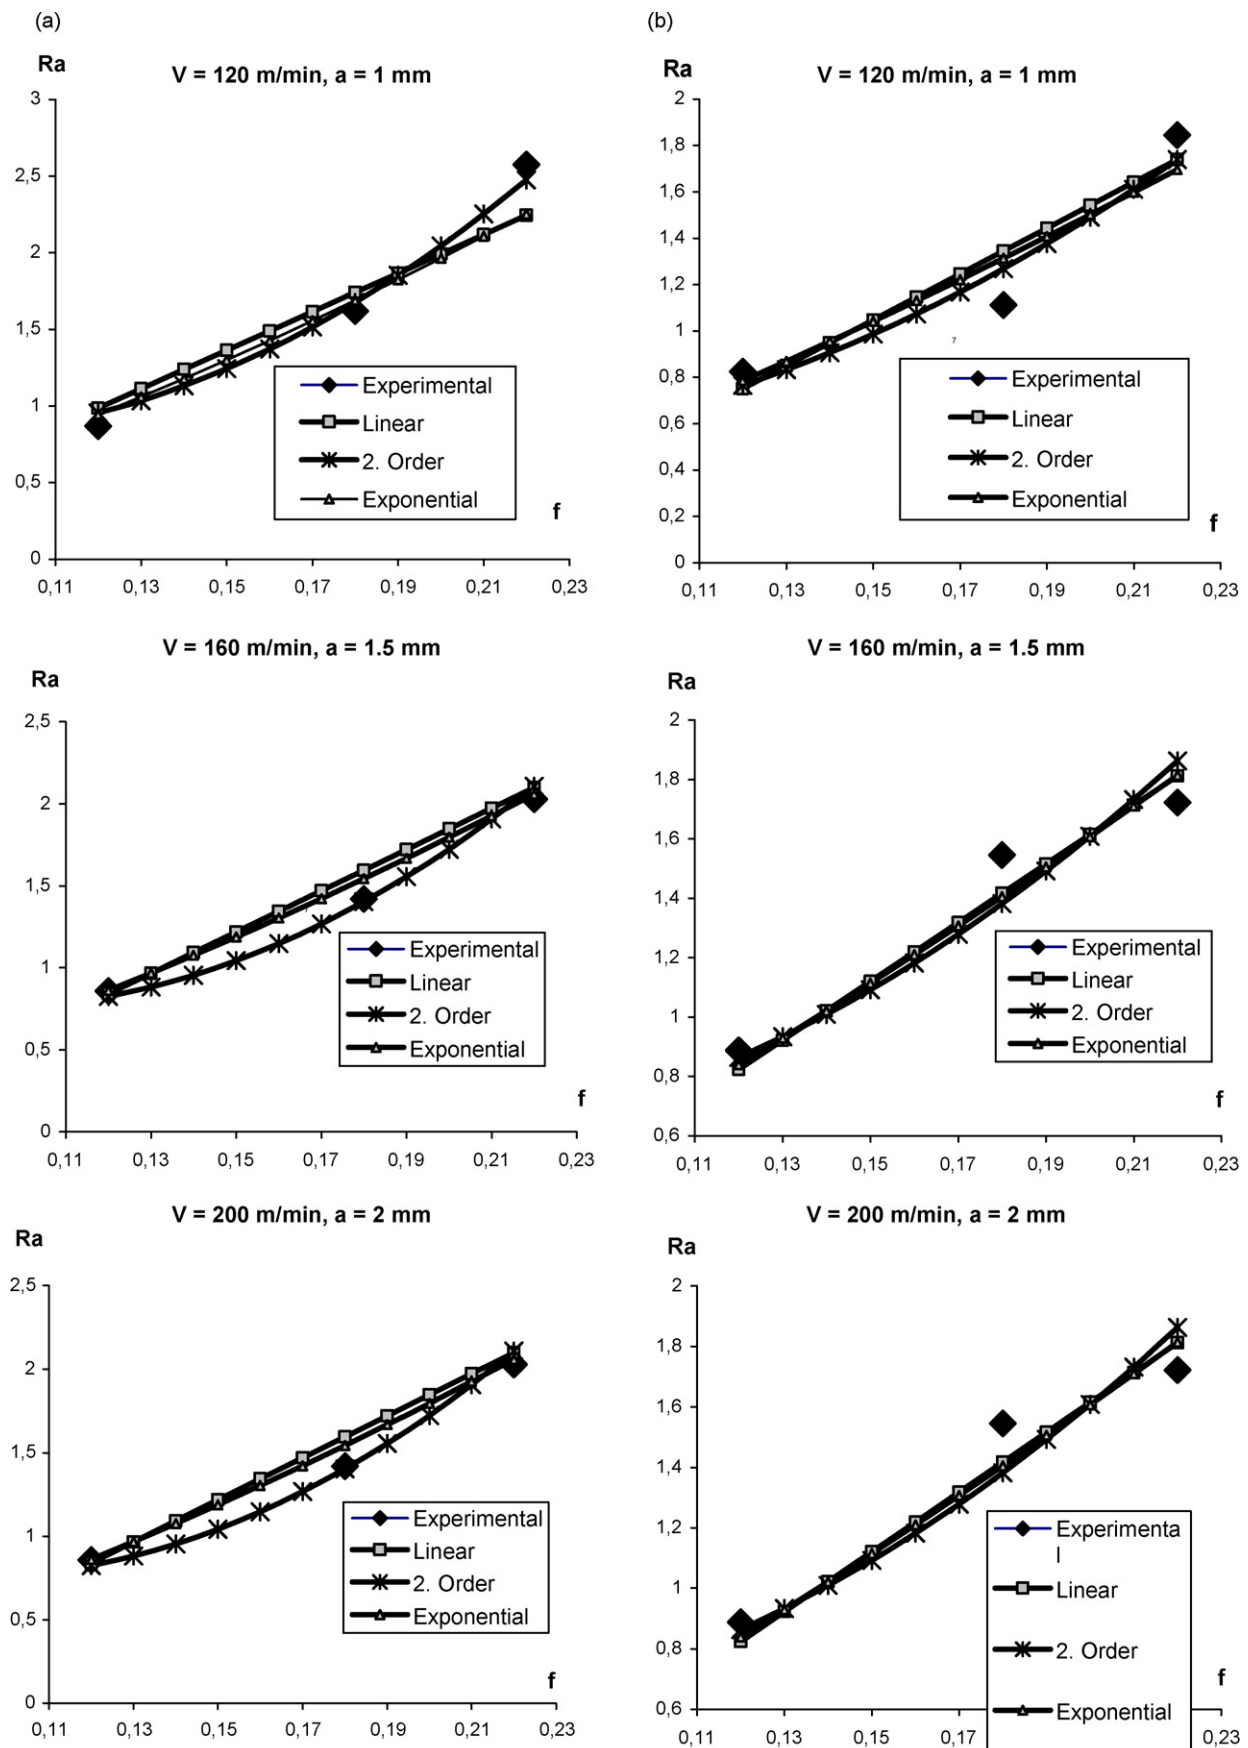 (a)
Ra
V = 120 m/min, a = 1 mm
3
2,5
2
1,5
1
0,5
0
Experimental
Linear
2. Order
Exponential
f
0,11 0,13 0,15 0,17 0,19 0,21 0,23
(b)
Ra
V = 120 m/min, a = 1 mm
2
1,8
1,6
1,4
1,2
1
0,8
0,6
0,4
0,2
0
7
Experimental
Linear
2. Order
Exponential
f
0,11 0,13 0,15 0,17 0,19 0,21 0,23
V = 160 m/min, a = 1.5 mm
Ra
2,5
2
1,5
1
0,5
0
Experimental
Linear
2. Order
Exponential
f
0,11 0,13 0,15 0,17 0,19 0,21 0,23
V = 160 m/min, a = 1.5 mm
Ra
2
1,8
1,6
1,4
1,2
1
0,8
0,6
Experimental
Linear
2. Order
Exponential
f
0,11 0,13 0,15 0,17 0,19 0,21 0,23
V = 200 m/min, a = 2 mm
Ra
2,5
2
1,5
1
0,5
0
Experimental
Linear
2. Order
Exponential
f
0,11 0,13 0,15 0,17 0,19 0,21 0,23
V = 200 m/min, a = 2 mm
Ra
2
1,8
1,6
1,4
1,2
1
0,8
0,6
Experimenta
l
Linear
2. Order
Exponential
f
0,11 0,13 0,15 0,17 0,23